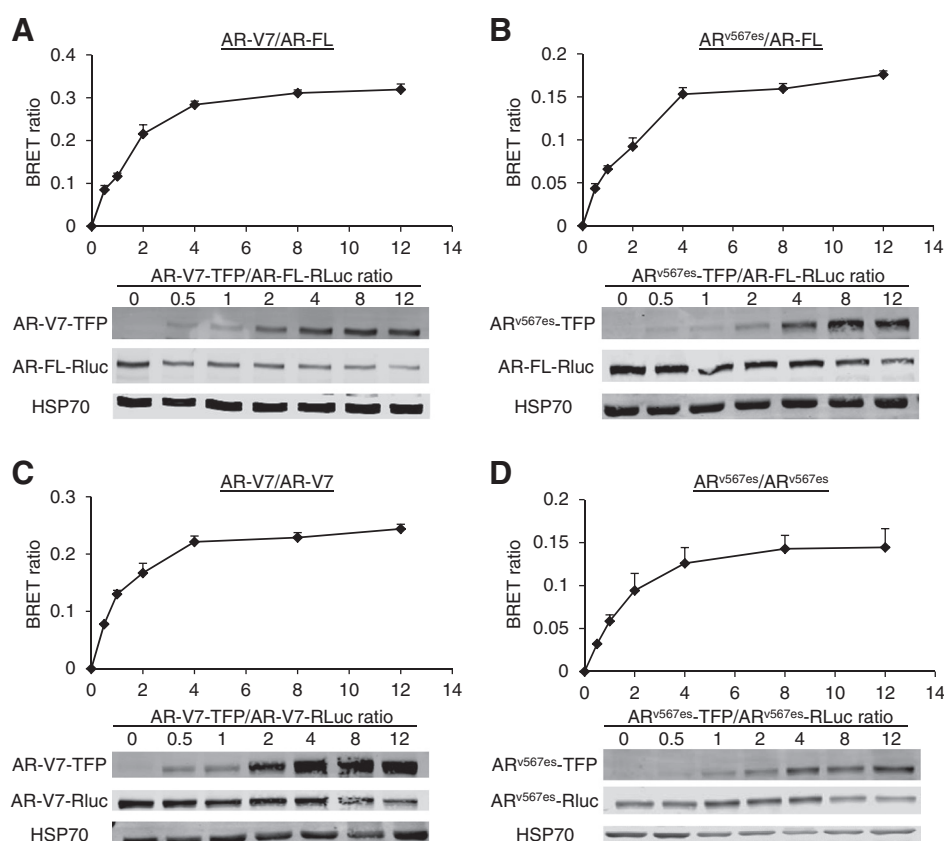 A
AR-V7/AR-FL
BRET ratio
0.4
0.3
0.2
0.1
0
0 2 4 6 8 10 12 14
AR-V7-TFP/AR-FL-RLuc ratio
0 0.5 1 2 4 8 12
AR-V7-TFP
AR-FL-Rluc
HSP70
B
ARv567es/AR-FL
BRET ratio
0.2
0.15
0.1
0.05
0
0 2 4 6 8 10 12 14
ARv567es-TFP/AR-FL-RLuc ratio
0 0.5 1 2 4 8 12
ARv567es-TFP
AR-FL-Rluc
HSP70
C
AR-V7/AR-V7
BRET ratio
0.3
0.2
0.1
0
0 2 4 6 8 10 12 14
AR-V7-TFP/AR-V7-RLuc ratio
0 0.5 1 2 4 8 12
AR-V7-TFP
AR-V7-Rluc
HSP70
D
ARv567es/ARv567es
BRET ratio
0.2
0.15
0.1
0.05
0
0 2 4 6 8 10 12 14
ARv567es-TFP/ARv567es-RLuc ratio
0 0.5 1 2 4 8 12
ARv567es-TFP
ARv567es-Rluc
HSP70